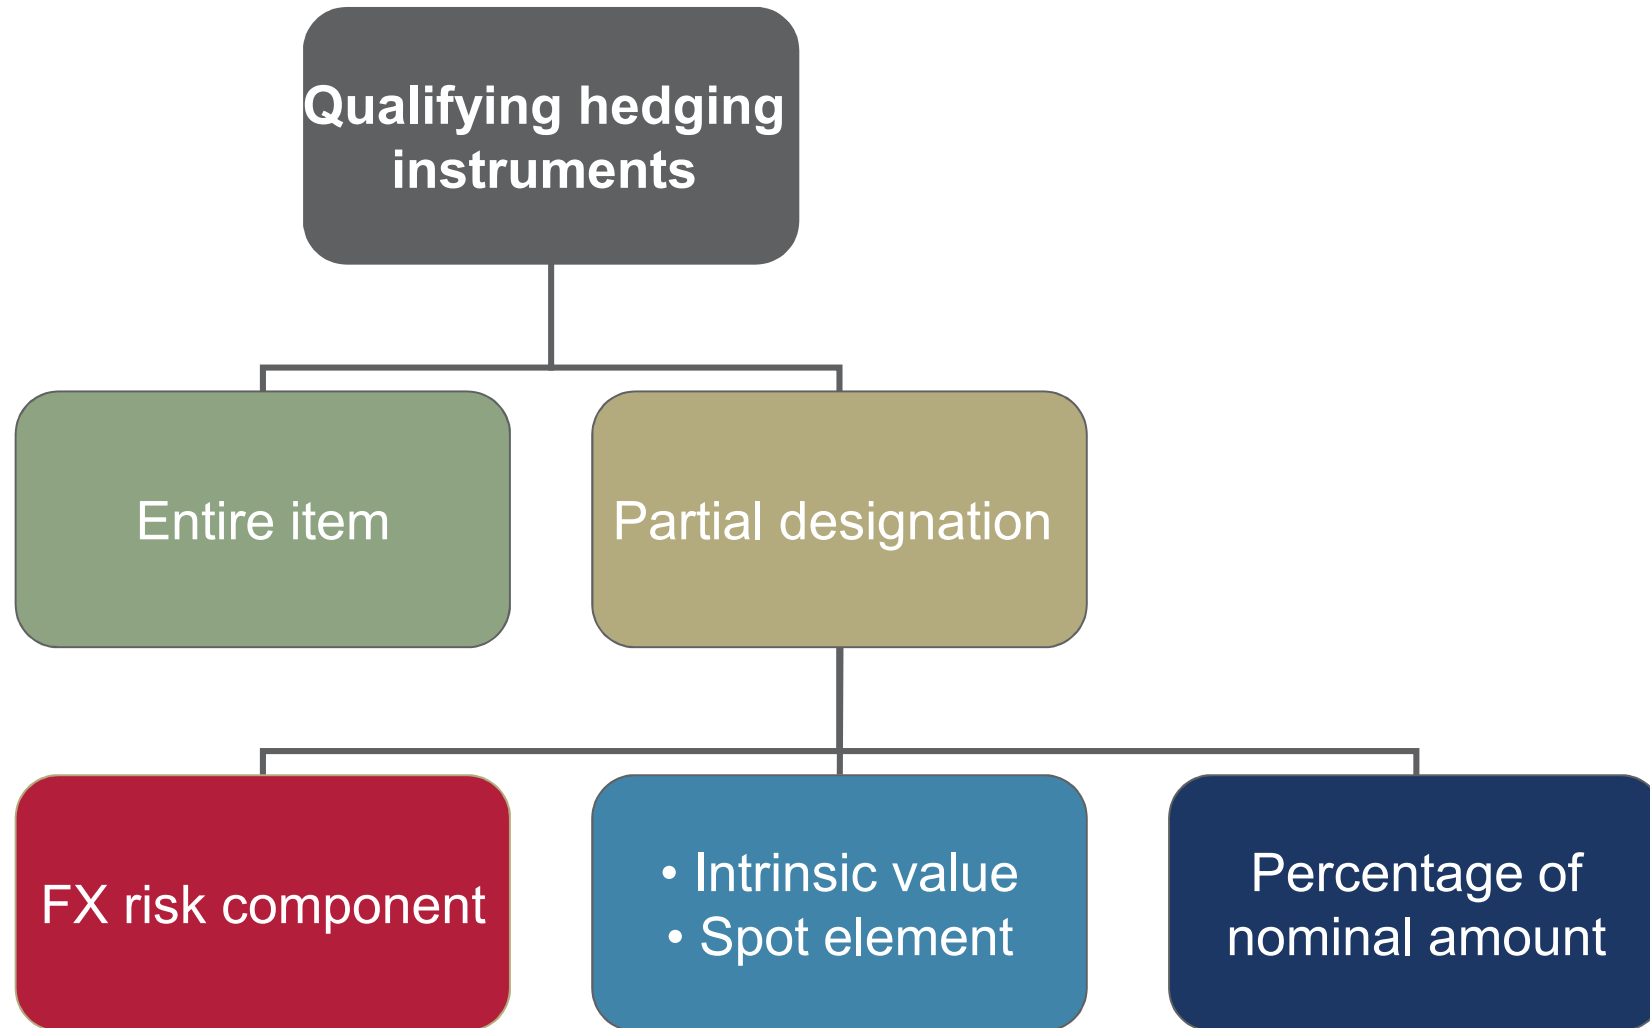 Qualifying hedging
instruments
Entire item
Partial designation
FX risk component
• Intrinsic value
• Spot element
Percentage of
nominal amount